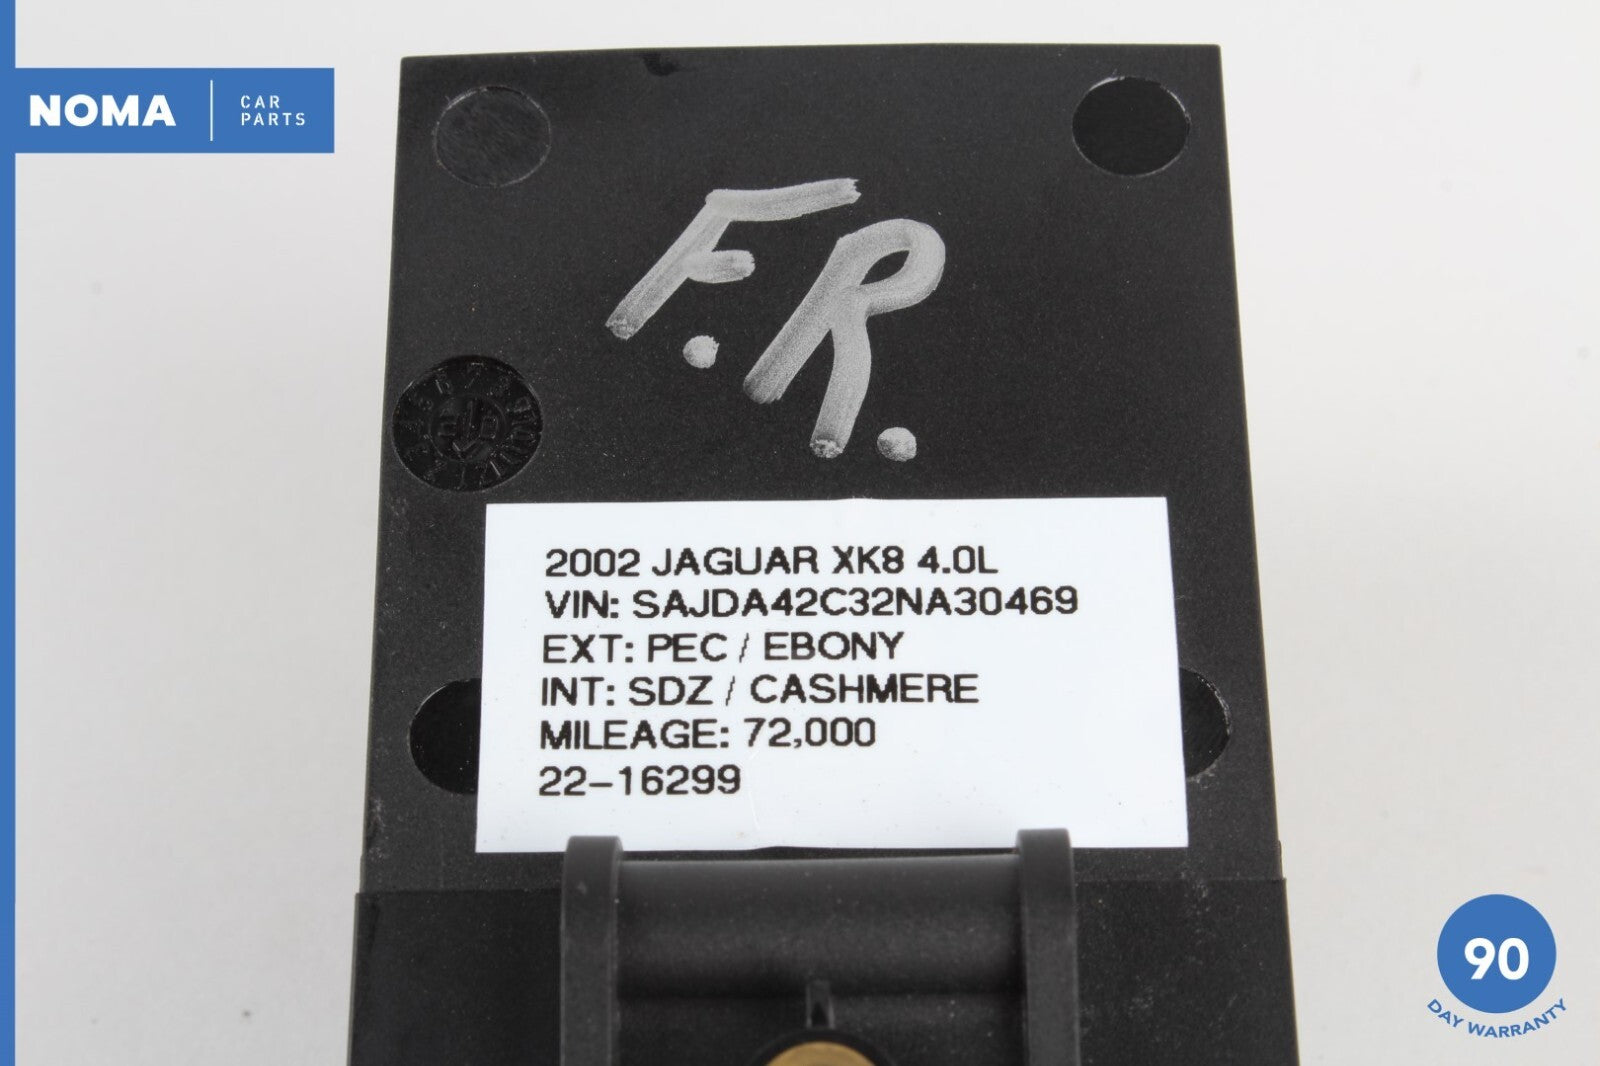 NOMA
CAR
PARTS
F.R.
2002 JAGUAR XK8 4.0L
VIN: SAJDA42C32NA30469
EXT: PEC / EBONY
INT: SDZ / CASHMERE
MILEAGE: 72,000
22-16299
90
DAY WARRANTY